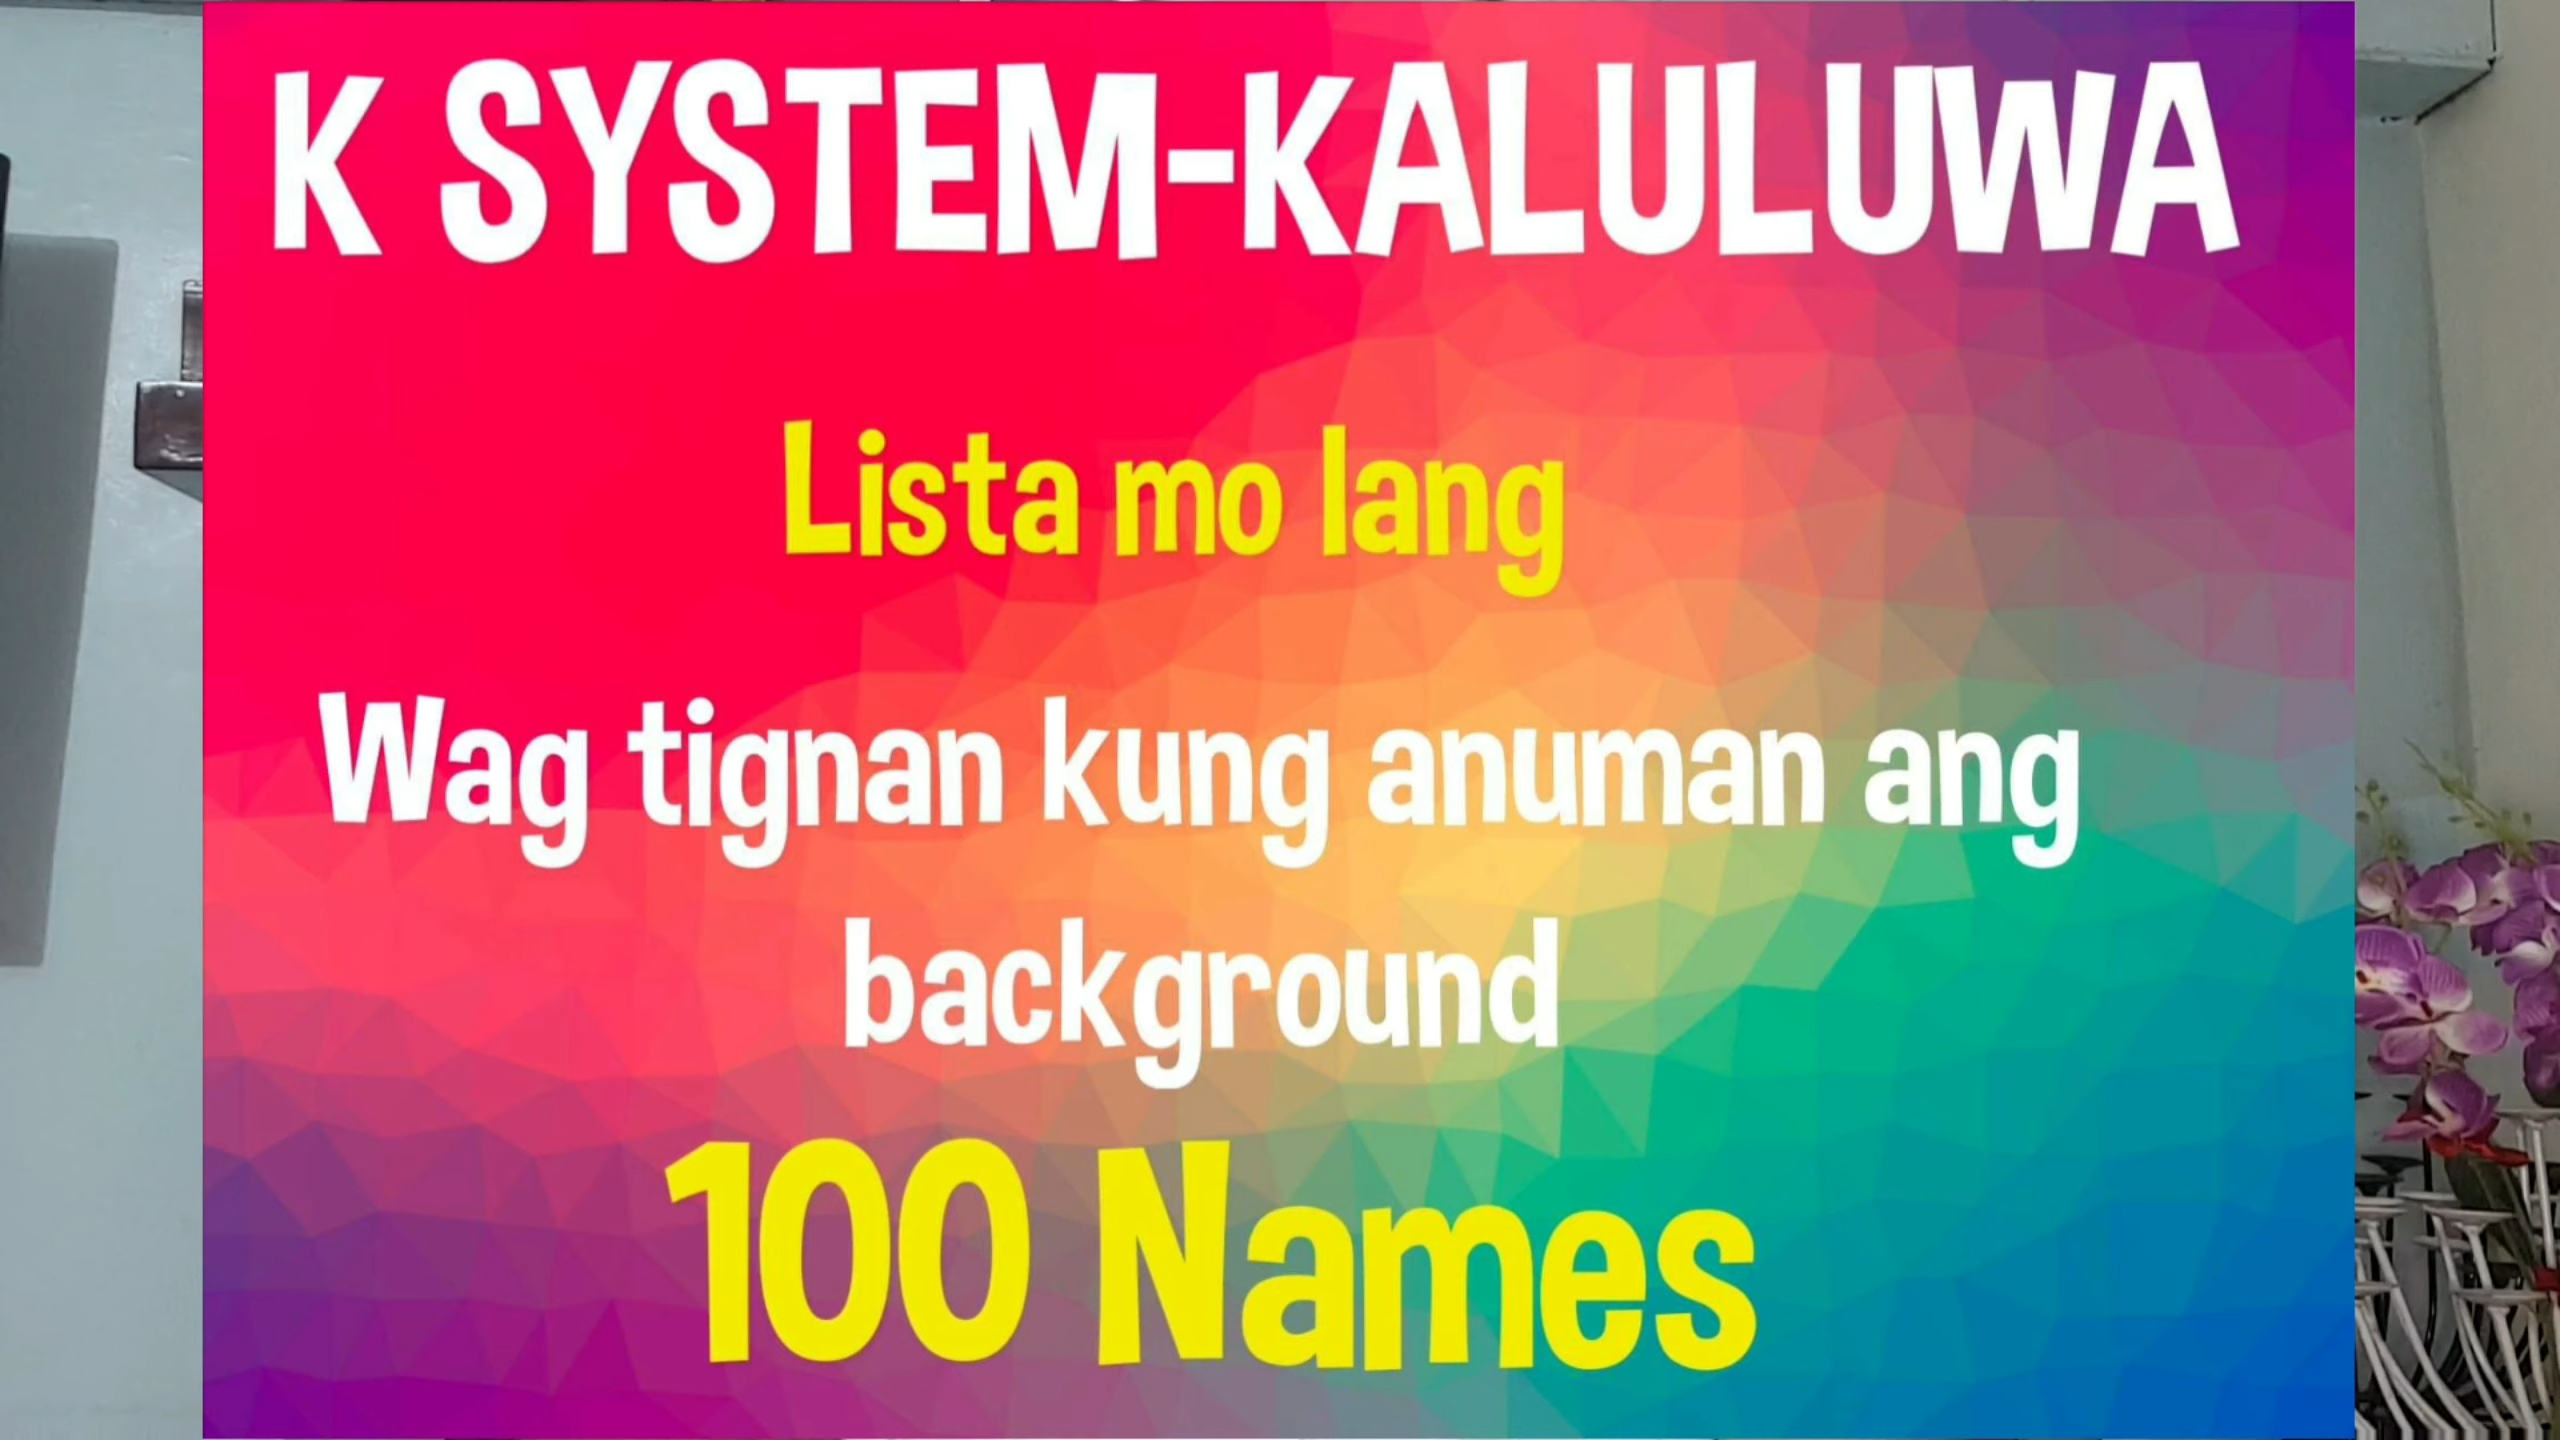 K SYSTEM-KALULUWA
Lista mo lang
Wag tignan kung anuman ang
background
100 Names